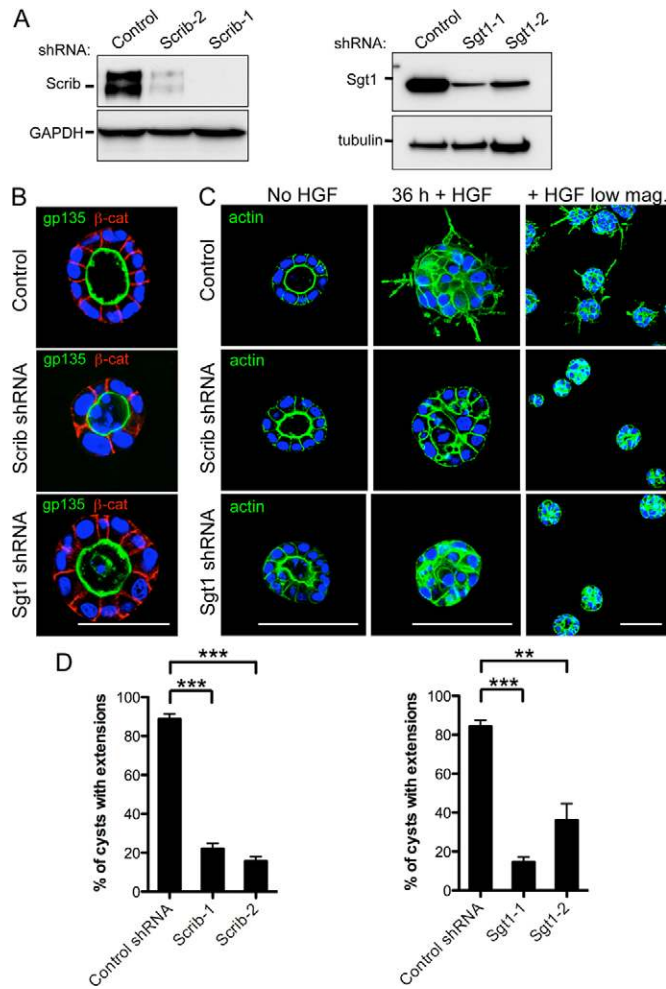 A
shRNA: Control Scrib-2 Scrib-1
Scrib
GAPDH
shRNA: Control Sgt1-1 Sgt1-2
Sgt1
tubulin
B
C
No HGF 36 h + HGF + HGF low mag.
gp135 β-cat
actin
Control
Control
gp135 β-cat
actin
Scrib shRNA
Scrib shRNA
gp135 β-cat
actin
Sgt1 shRNA
Sgt1 shRNA
D
***
***
% of cysts with extensions
100
80
60
40
20
0
Control shRNA
Scrib-1
Scrib-2
**
***
% of cysts with extensions
100
80
60
40
20
0
Control shRNA
Sgt1-1
Sgt1-2